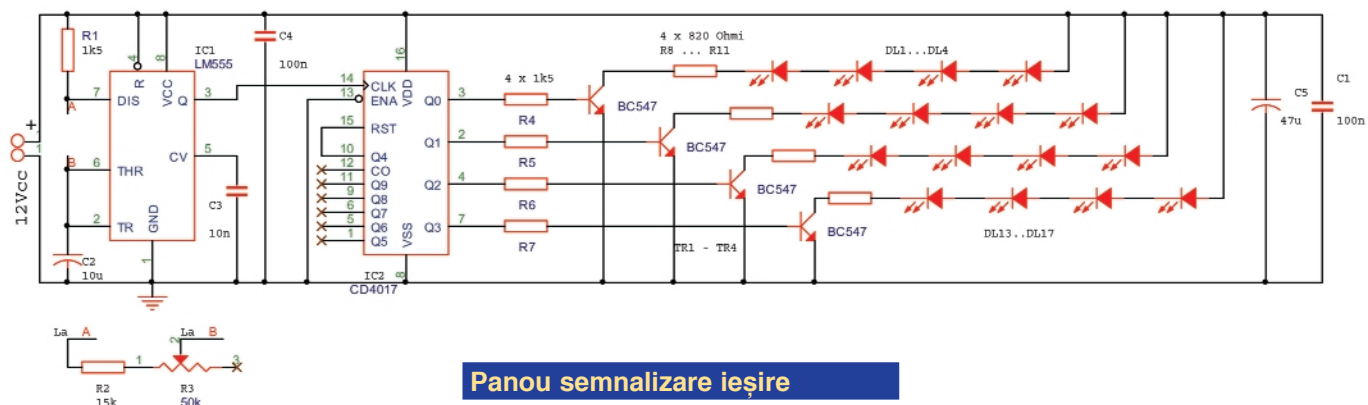 R1
1k5
4
8
IC1
LM555
R
VCC
7
DIS
Q
3
A
B
6
THR
CV
5
2
TR
GND
1
C2
10u
C3
10n
C4
100n
+
1
12Vcc
16
VDD
14
CLK
13
ENA
15
RST
10
Q4
12
CO
11
Q9
9
Q8
6
Q7
5
Q6
1
Q5
Q0
3
Q1
2
Q2
4
Q3
7
VSS
8
IC2
CD4017
4 x 1k5
R4
R5
R6
R7
4 x 820 Ohmi
R8 ... R11
DL1...DL4
BC547
BC547
BC547
BC547
TR1 - TR4
DL13..DL17
C5
47u
C1
100n
La A
La B
1
2
3
R2
15k
R3
50k
Panou semnalizare ieșire